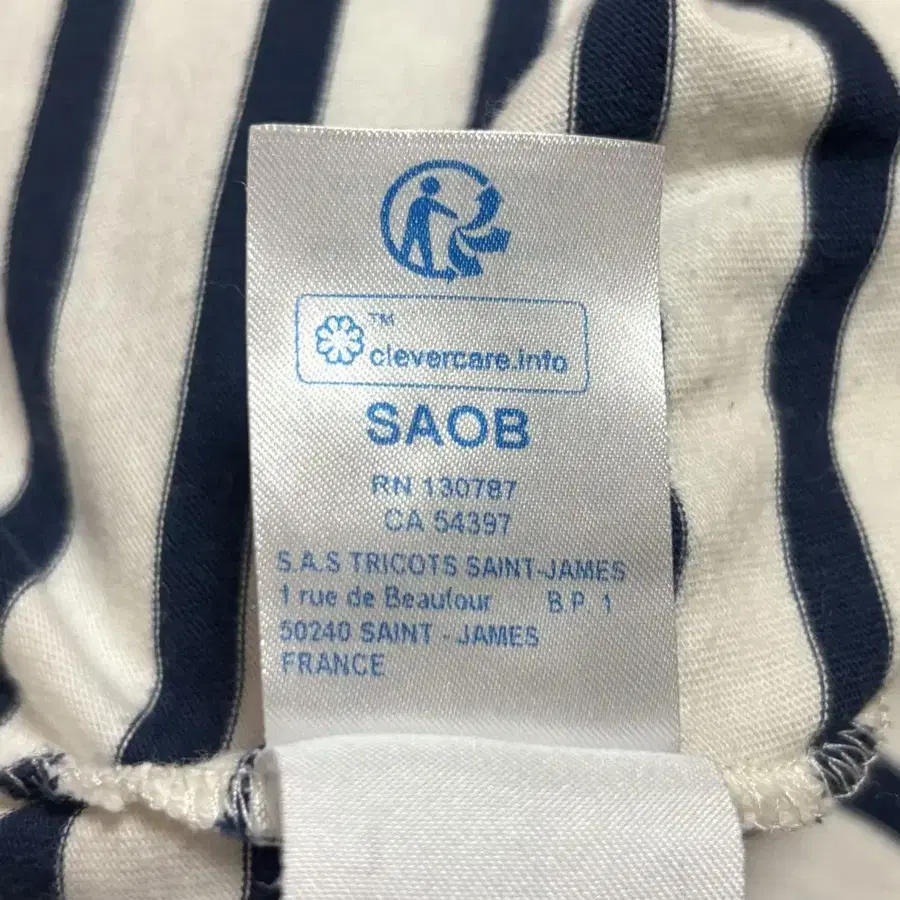 ™
clevercare.info
SAOB
RN 130787
CA 54397
S.A.S TRICOTS SAINT-JAMES
1 rue de Beaufour B.P. 1
50240 SAINT - JAMES
FRANCE